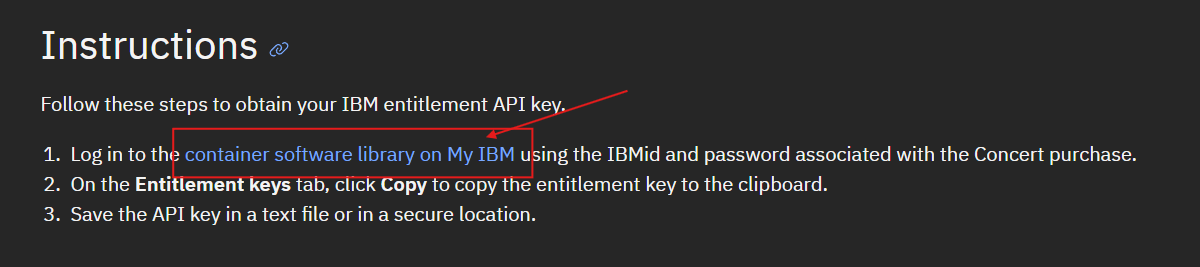 Instructions
Follow these steps to obtain your IBM entitlement API key.
1. Log in to the container software library on My IBM using the IBMid and password associated with the Concert purchase.
2. On the Entitlement keys tab, click Copy to copy the entitlement key to the clipboard.
3. Save the API key in a text file or in a secure location.